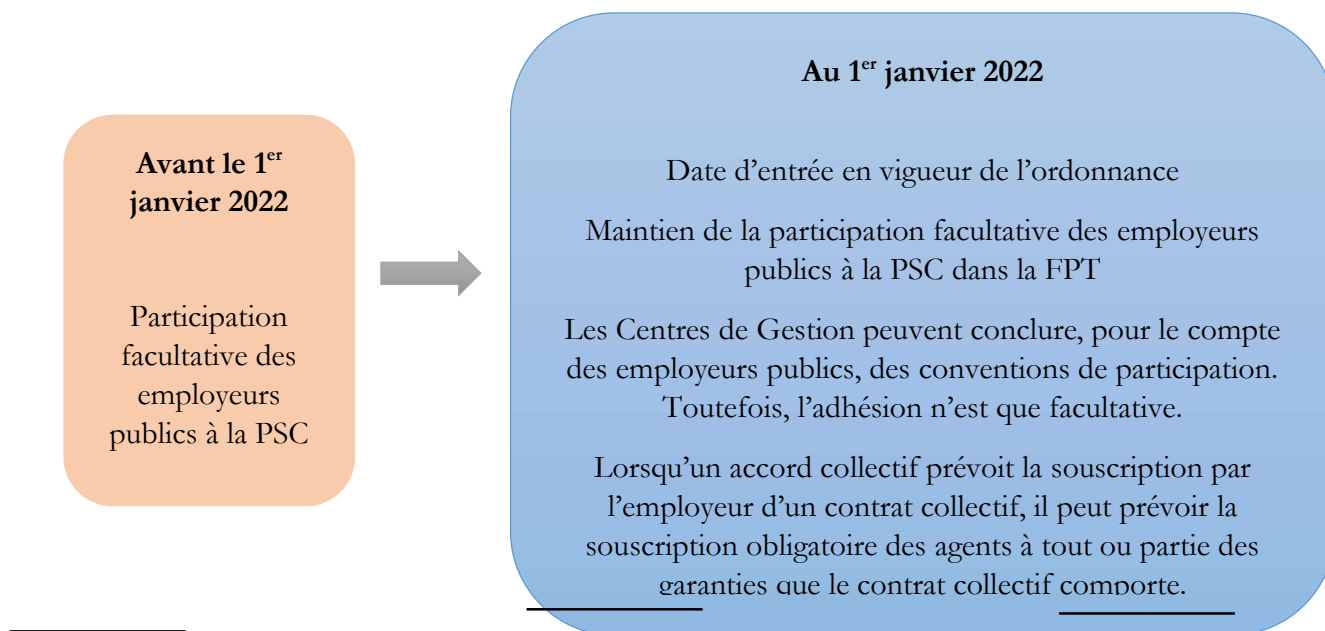 Avant le 1er
janvier 2022
Participation
facultative des
employeurs
publics à la PSC
Au 1er janvier 2022
Date d’entrée en vigueur de l’ordonnance
Maintien de la participation facultative des employeurs
publics à la PSC dans la FPT
Les Centres de Gestion peuvent conclure, pour le compte
des employeurs publics, des conventions de participation.
Toutefois, l’adhésion n’est que facultative.
Lorsqu’un accord collectif prévoit la souscription par
l’employeur d’un contrat collectif, il peut prévoir la
souscription obligatoire des agents à tout ou partie des
garanties que le contrat collectif comporte.